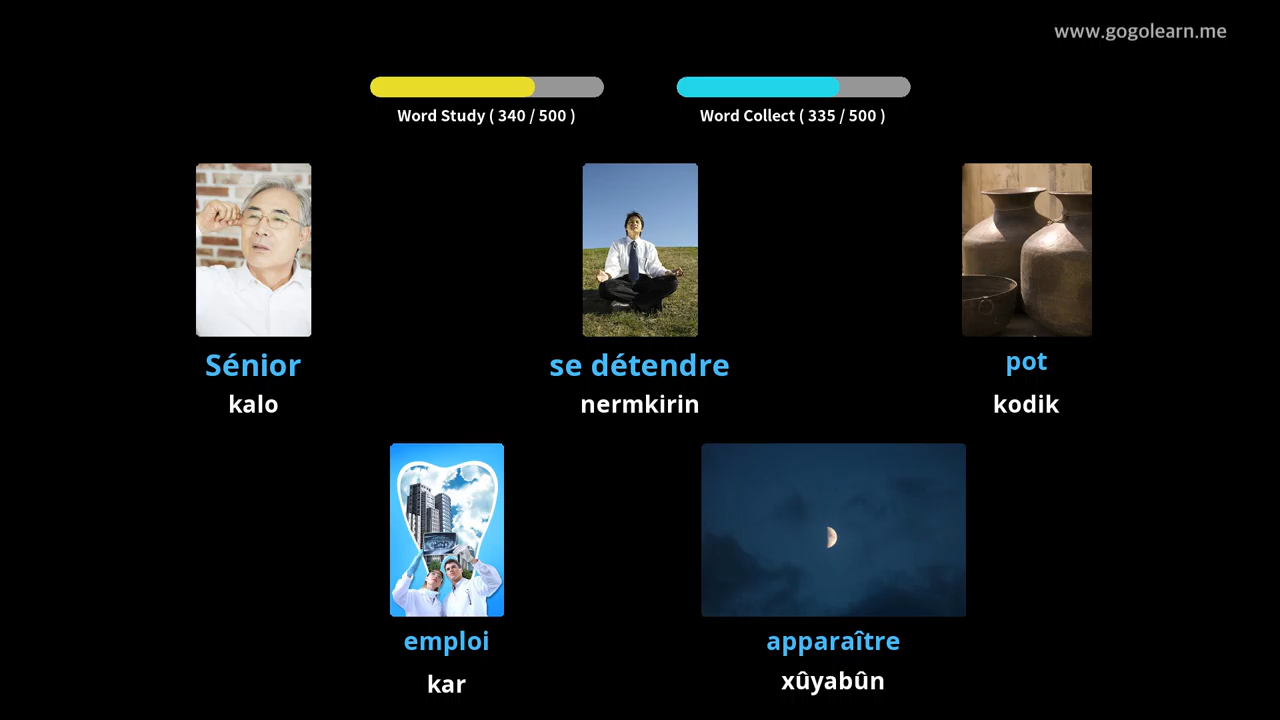 www.gogolearn.me
Word Study ( 340 / 500 )
Word Collect ( 335 / 500 )
Sénior
kalo
se détendre
nermkirin
pot
kodik
emploi
kar
apparaître
xûyabûn